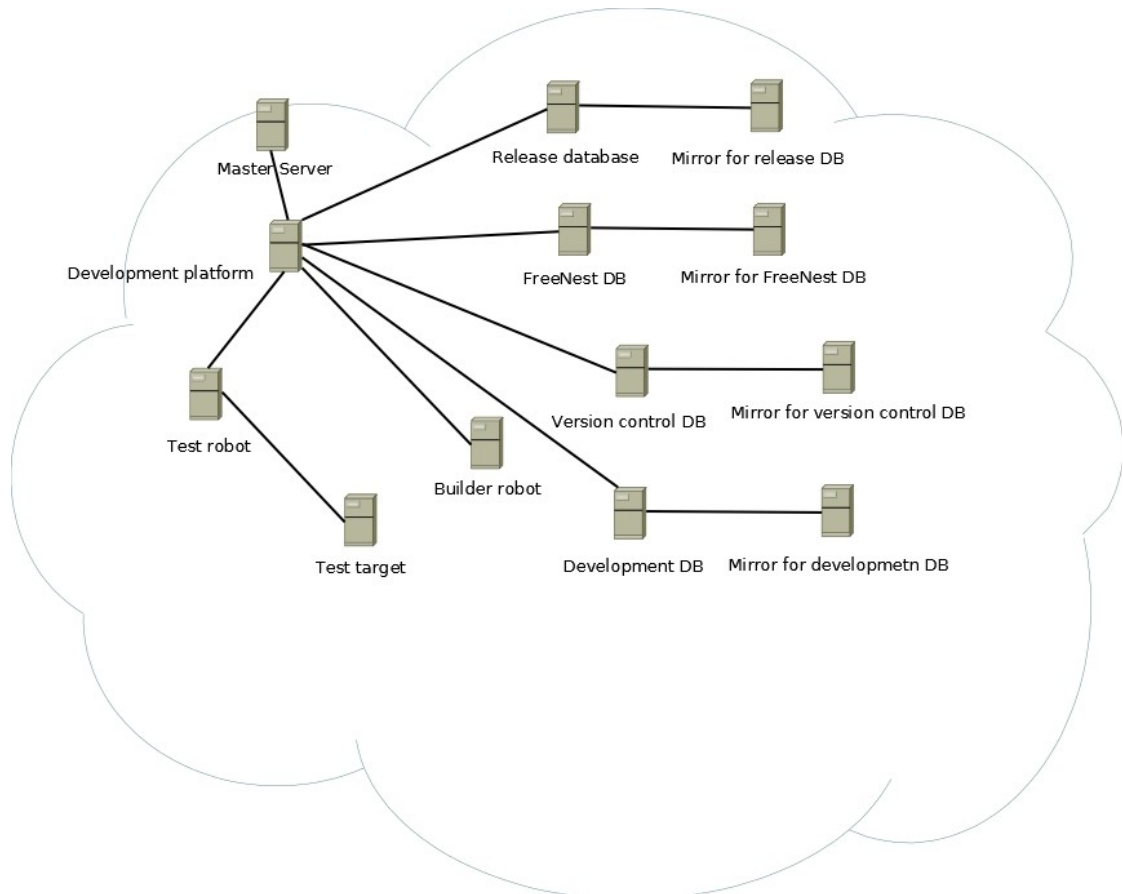 Master Server
Release database
Mirror for release DB
Development platform
FreeNest DB
Mirror for FreeNest DB
Version control DB
Mirror for version control DB
Test robot
Builder robot
Test target
Development DB
Mirror for developmetn DB